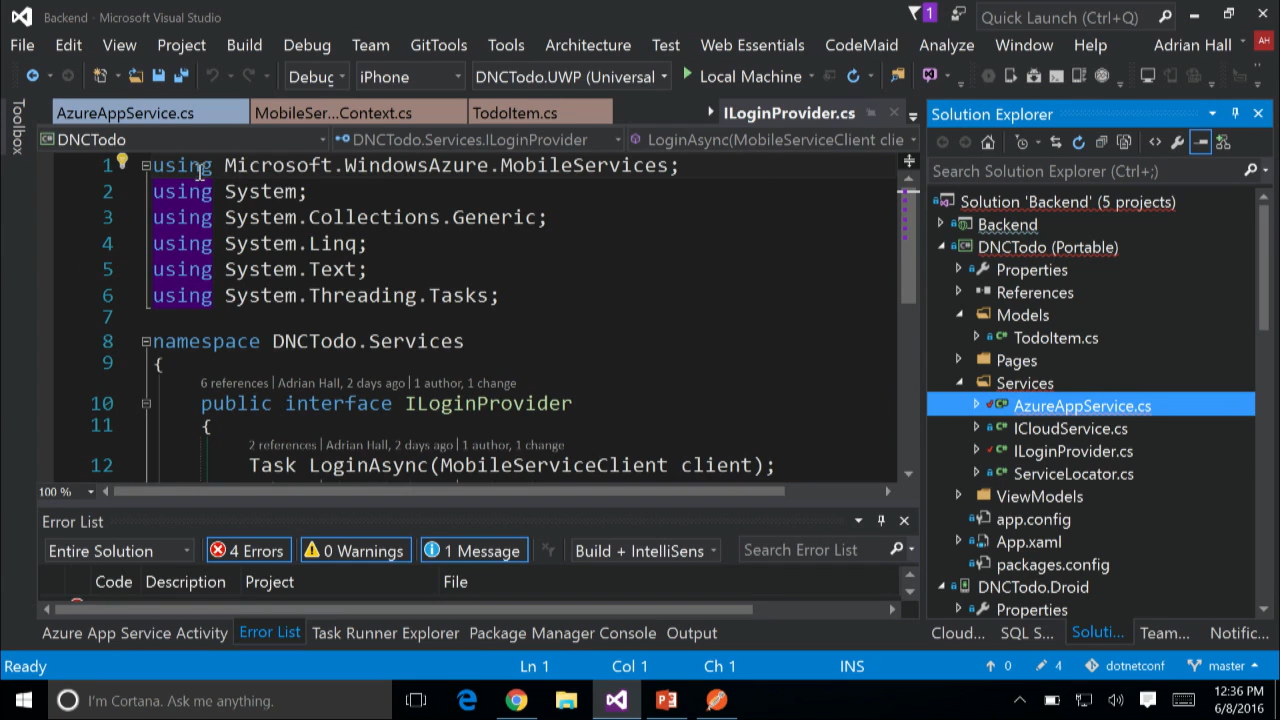 Backend - Microsoft Visual Studio
1
Quick Launch (Ctrl+Q)
File Edit View Project Build Debug Team GitTools Tools Architecture Test Web Essentials CodeMaid Analyze Window Help Adrian Hall AH
Debug iPhone DNCTodo.UWP (Universal Local Machine
Toolbox
AzureAppService.cs MobileSer...Context.cs TodoItem.cs ILoginProvider.cs
DNCTodo DNCTodo.Services.ILoginProvider LoginAsync(MobileServiceClient clie
1 using Microsoft.WindowsAzure.MobileServices;
2 using System;
3 using System.Collections.Generic;
4 using System.Linq;
5 using System.Text;
6 using System.Threading.Tasks;
7
8 namespace DNCTodo.Services
9 {
6 references | Adrian Hall, 2 days ago | 1 author, 1 change
10 public interface ILoginProvider
11 {
2 references | Adrian Hall, 2 days ago | 1 author, 1 change
12 Task LoginAsync(MobileServiceClient client);
100 %
Error List
Entire Solution 4 Errors 0 Warnings 1 Message Build + IntelliSens Search Error List
Code Description Project File
Azure App Service Activity Error List Task Runner Explorer Package Manager Console Output
Solution Explorer
Search Solution Explorer (Ctrl+;)
Solution 'Backend' (5 projects)
Backend
DNCTodo (Portable)
Properties
References
Models
TodoItem.cs
Pages
Services
AzureAppService.cs
ICloudService.cs
ILoginProvider.cs
ServiceLocator.cs
ViewModels
app.config
App.xaml
packages.config
DNCTodo.Droid
Properties
Cloud... SQL S... Soluti... Team... Notific...
Ready Ln 1 Col 1 Ch 1 INS 0 4 dotnetconf master
I'm Cortana. Ask me anything.
12:36 PM
6/8/2016